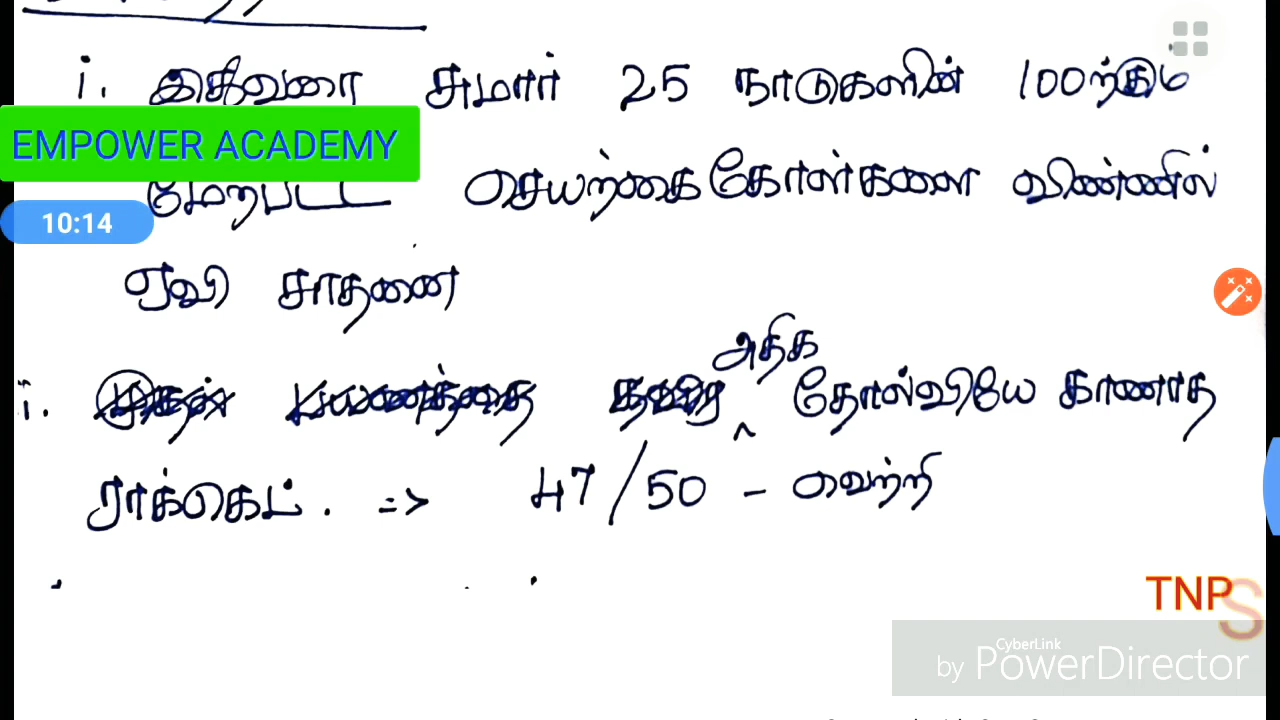 i. இதுவரை சுமார் 25 நாடுகளின் 100ற்கும்
EMPOWER ACADEMY
மேற்பட்ட செயற்கைகோள்களை விண்ணில்
10:14
ஏவி சாதனை
அதிக
i. தோல்வியே காணாத
ராக்கெட். => 47/50 - வெற்றி
TNPS
CyberLink
by PowerDirector